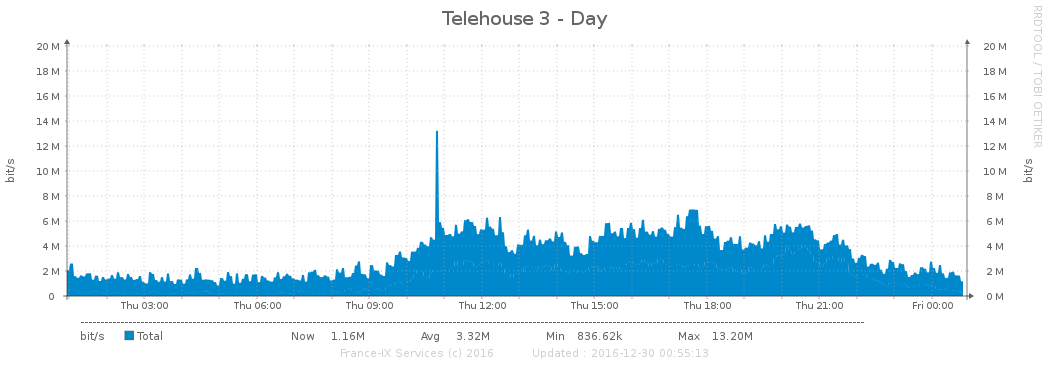 Telehouse 3 - Day
RRDTOOL / TOBI OETIKER
20 M 20 M
18 M 18 M
16 M 16 M
14 M 14 M
12 M 12 M
10 M 10 M
8 M 8 M
6 M 6 M
4 M 4 M
2 M 2 M
0 0 M
bit/s bit/s
Thu 03:00 Thu 06:00 Thu 09:00 Thu 12:00 Thu 15:00 Thu 18:00 Thu 21:00 Fri 00:00
bit/s Total Now 1.16M Avg 3.32M Min 836.62k Max 13.20M
France-IX Services (c) 2016 Updated : 2016-12-30 00:55:13